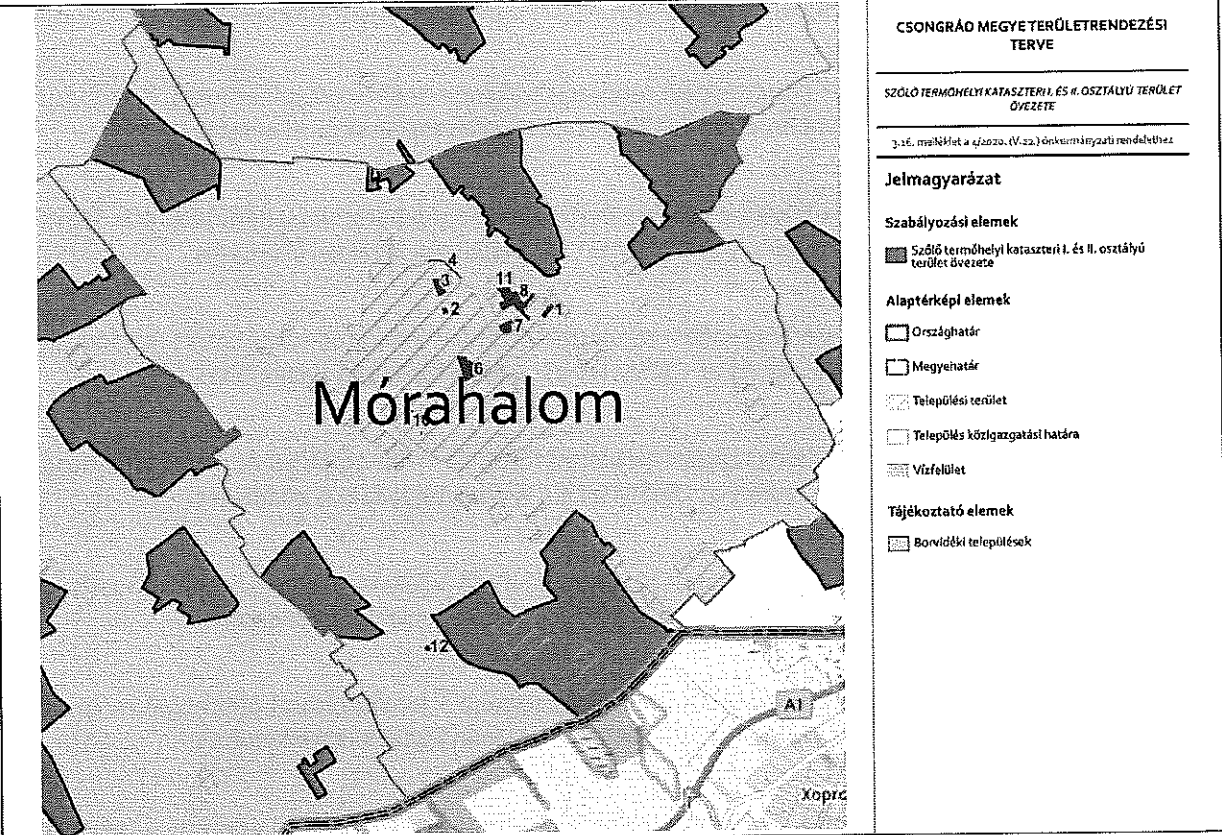 4
3
2
11
8
1
7
6
Mórahalom
16
12
A1
CSONGRÁD MEGYE TERÜLETRENDEZÉSI
TERVE
SZŐLŐ TERMŐHELYI KATASZTERI I. ÉS II. OSZTÁLYÚ TERÜLET
ÖVEZETE
3.16. melléklet a 4/2020. (V.22.) önkormányzati rendelethez
Jelmagyarázat
Szabályozási elemek
Szőlő termőhelyi kataszteri I. és II. osztályú
terület övezete
Alaptérképi elemek
Országhatár
Megyehatár
Települési terület
Település közigazgatási határa
Vízfelület
Tájékoztató elemek
Borvidéki települések